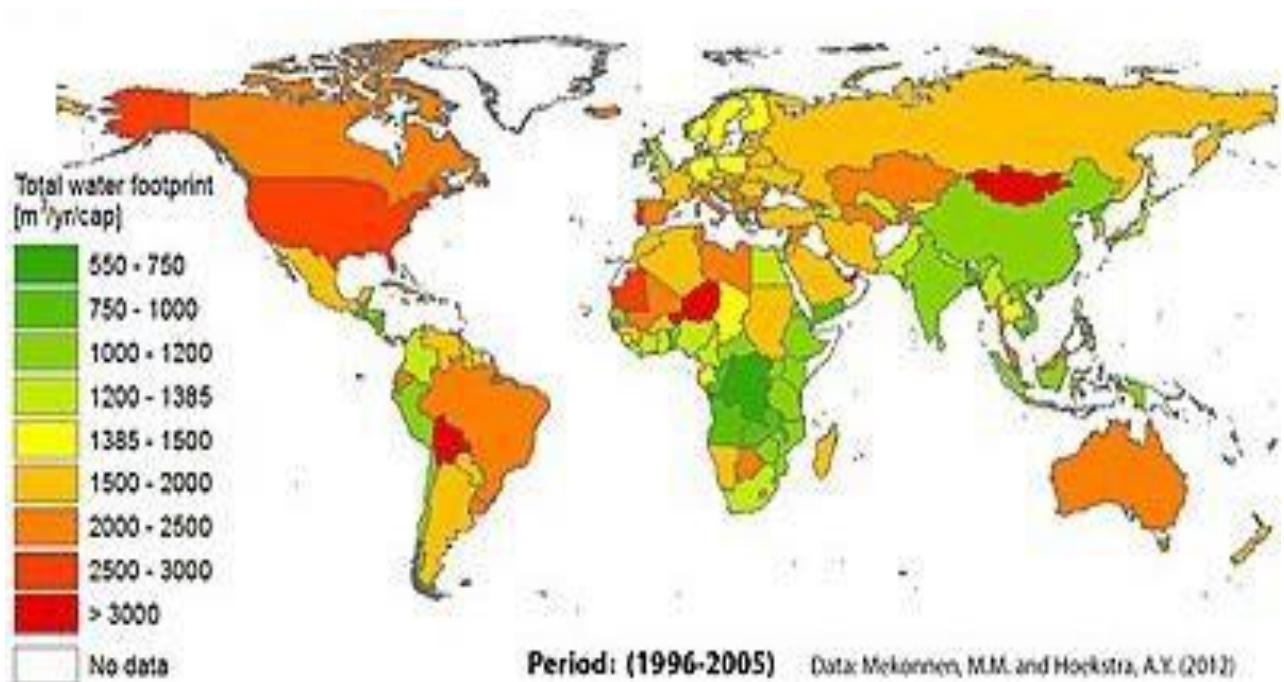 Total water footprint
[m³/yr/cap]
550 - 750
750 - 1000
1000 - 1200
1200 - 1385
1385 - 1500
1500 - 2000
2000 - 2500
2500 - 3000
> 3000
No data
Period: (1996-2005) Data: Mekonnen, M.M. and Hoekstra, A.Y. (2012)